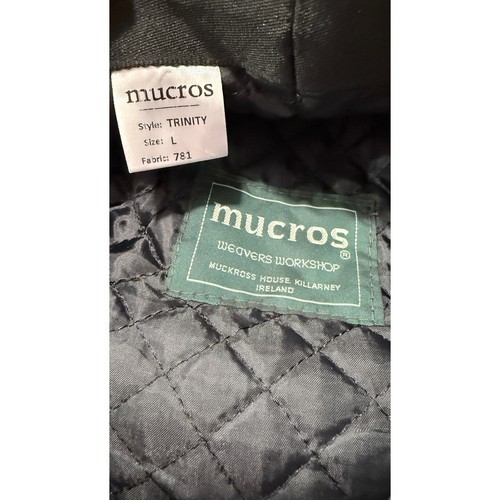 mucros
Style: TRINITY
Size: L
Fabric: 781
mucros®
WEAVERS WORKSHOP
MUCKROSS HOUSE, KILLARNEY
IRELAND